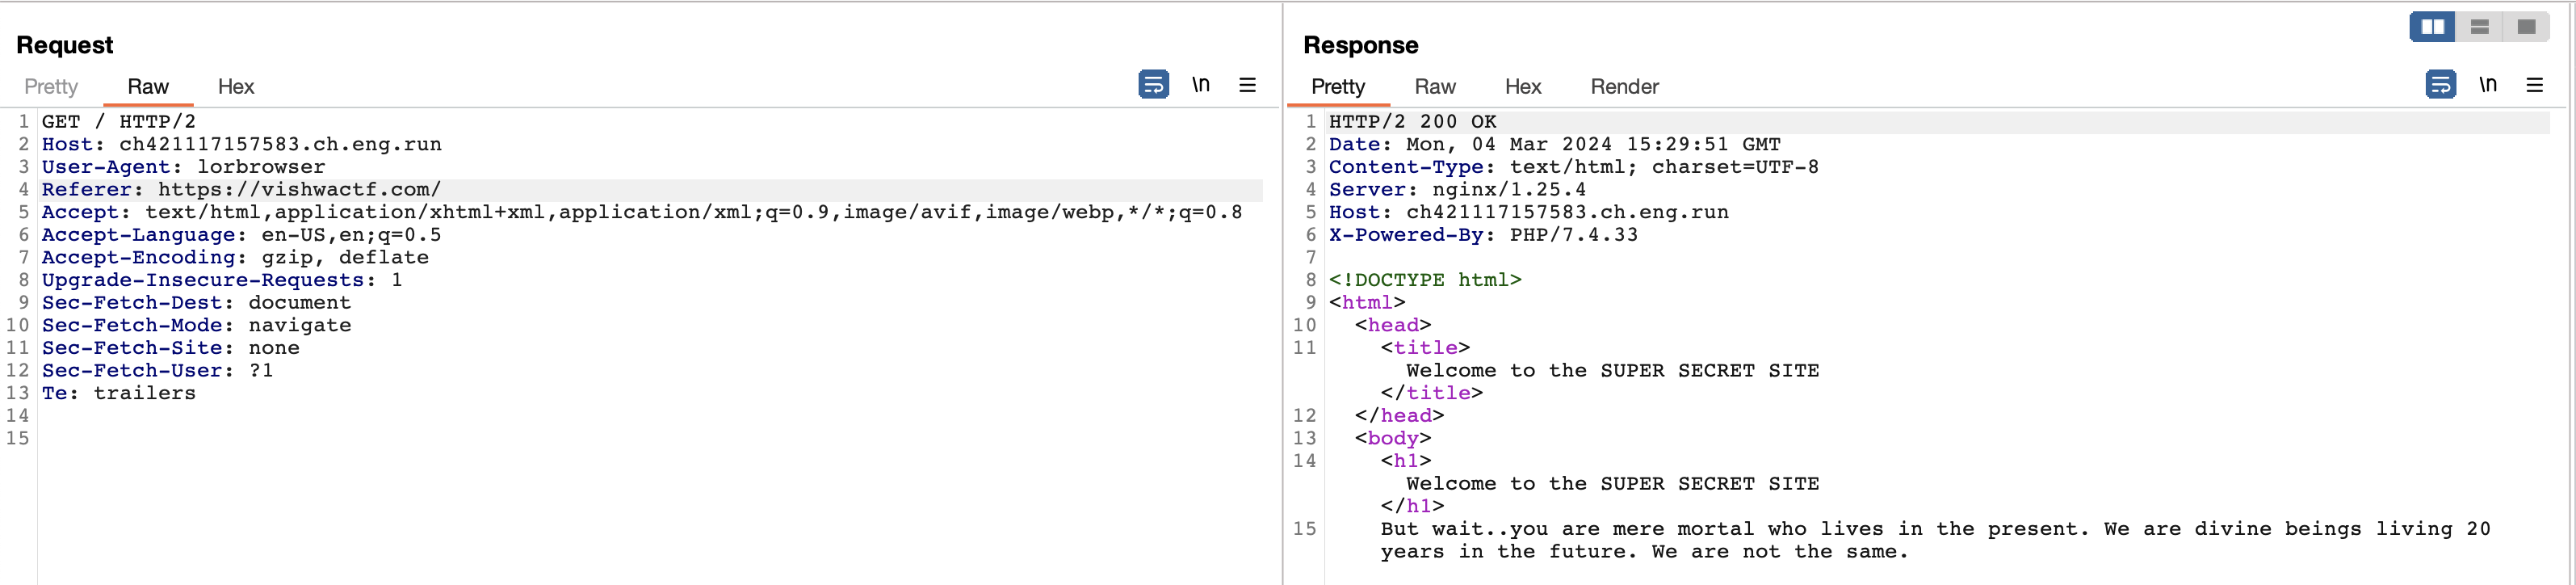 Request
Pretty Raw Hex \n
1 GET / HTTP/2
2 Host: ch421117157583.ch.eng.run
3 User-Agent: lorbrowser
4 Referer: https://vishwactf.com/
5 Accept: text/html,application/xhtml+xml,application/xml;q=0.9,image/avif,image/webp,*/*;q=0.8
6 Accept-Language: en-US,en;q=0.5
7 Accept-Encoding: gzip, deflate
8 Upgrade-Insecure-Requests: 1
9 Sec-Fetch-Dest: document
10 Sec-Fetch-Mode: navigate
11 Sec-Fetch-Site: none
12 Sec-Fetch-User: ?1
13 Te: trailers
14
15
Response
Pretty Raw Hex Render \n
1 HTTP/2 200 OK
2 Date: Mon, 04 Mar 2024 15:29:51 GMT
3 Content-Type: text/html; charset=UTF-8
4 Server: nginx/1.25.4
5 Host: ch421117157583.ch.eng.run
6 X-Powered-By: PHP/7.4.33
7
8 <!DOCTYPE html>
9 <html>
10 <head>
11 <title>
Welcome to the SUPER SECRET SITE
</title>
12 </head>
13 <body>
14 <h1>
Welcome to the SUPER SECRET SITE
</h1>
15 But wait..you are mere mortal who lives in the present. We are divine beings living 20
years in the future. We are not the same.